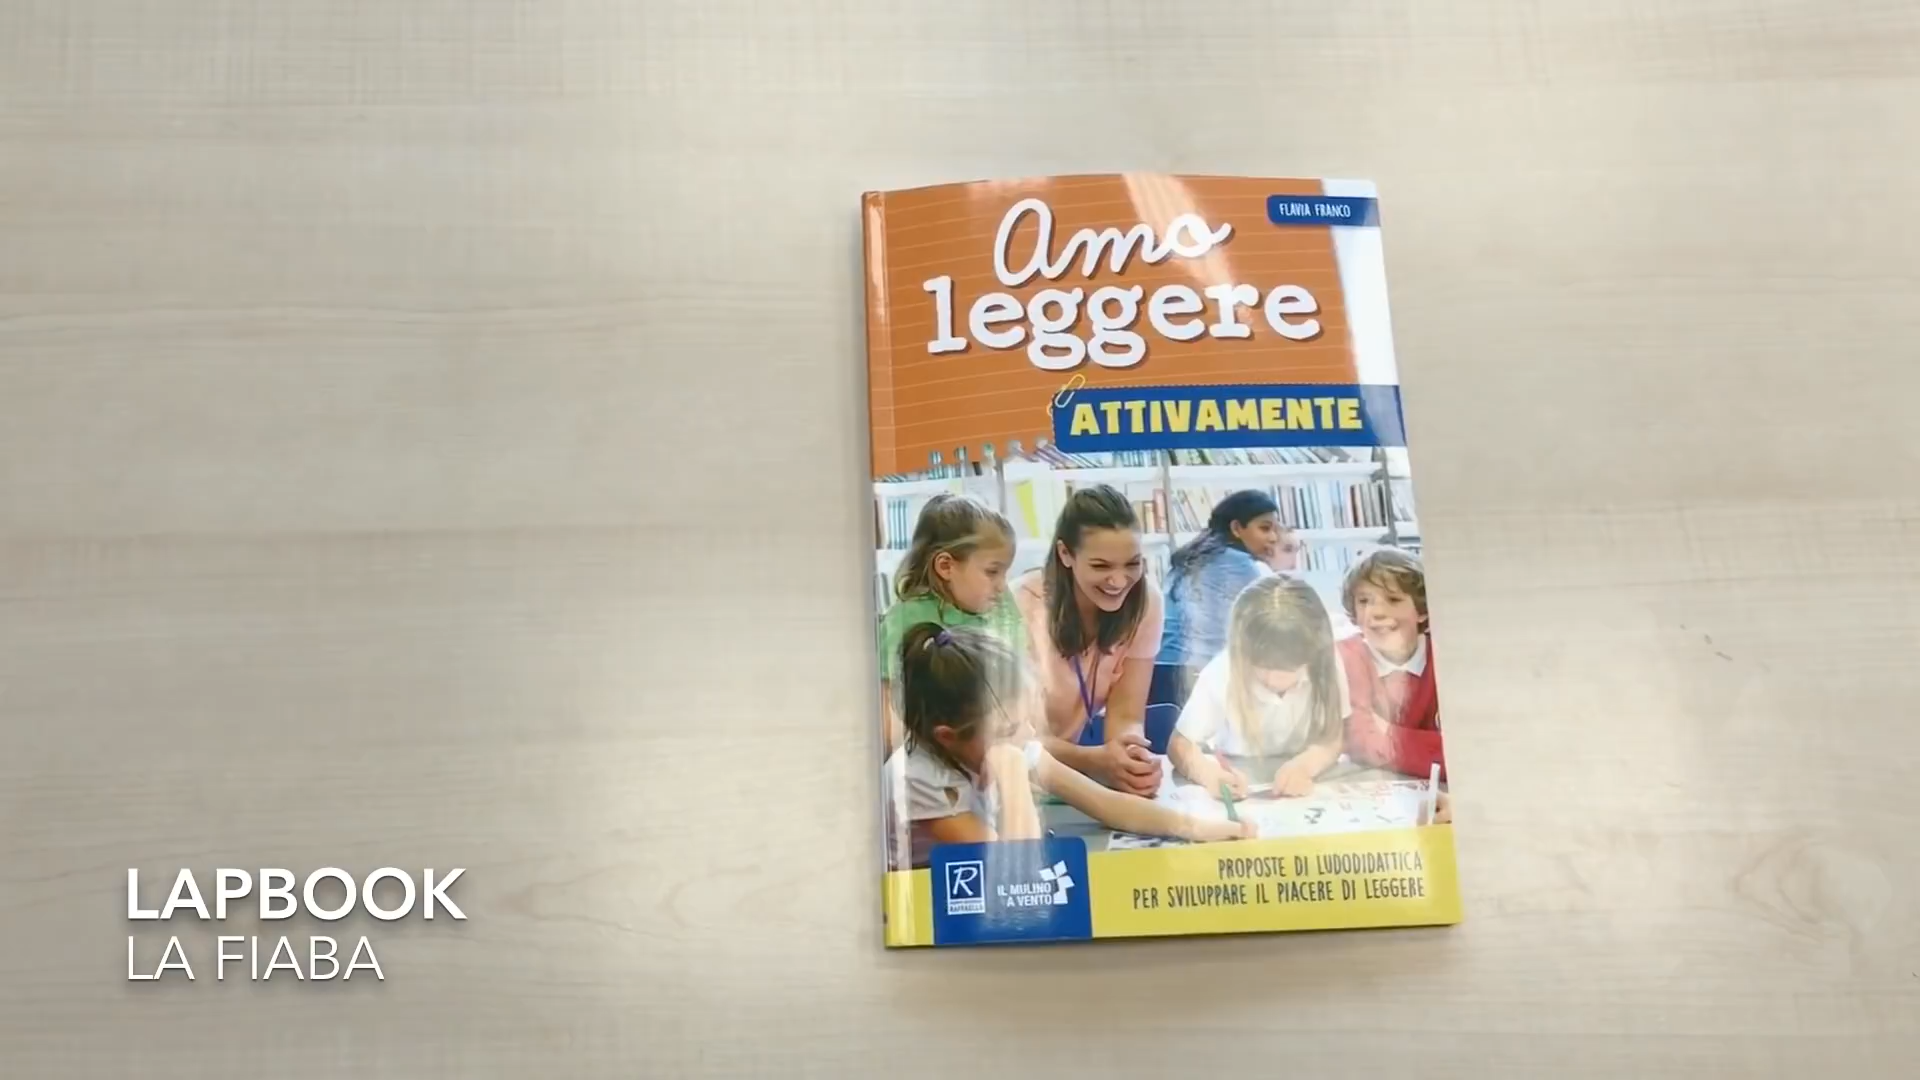 FLAVIA FRANCO
Amo
leggere
ATTIVAMENTE
PROPOSTE DI LUDODIDATTICA
PER SVILUPPARE IL PIACERE DI LEGGERE
R
RAFFAELLO
IL MULINO
A VENTO
LAPBOOK
LA FIABA